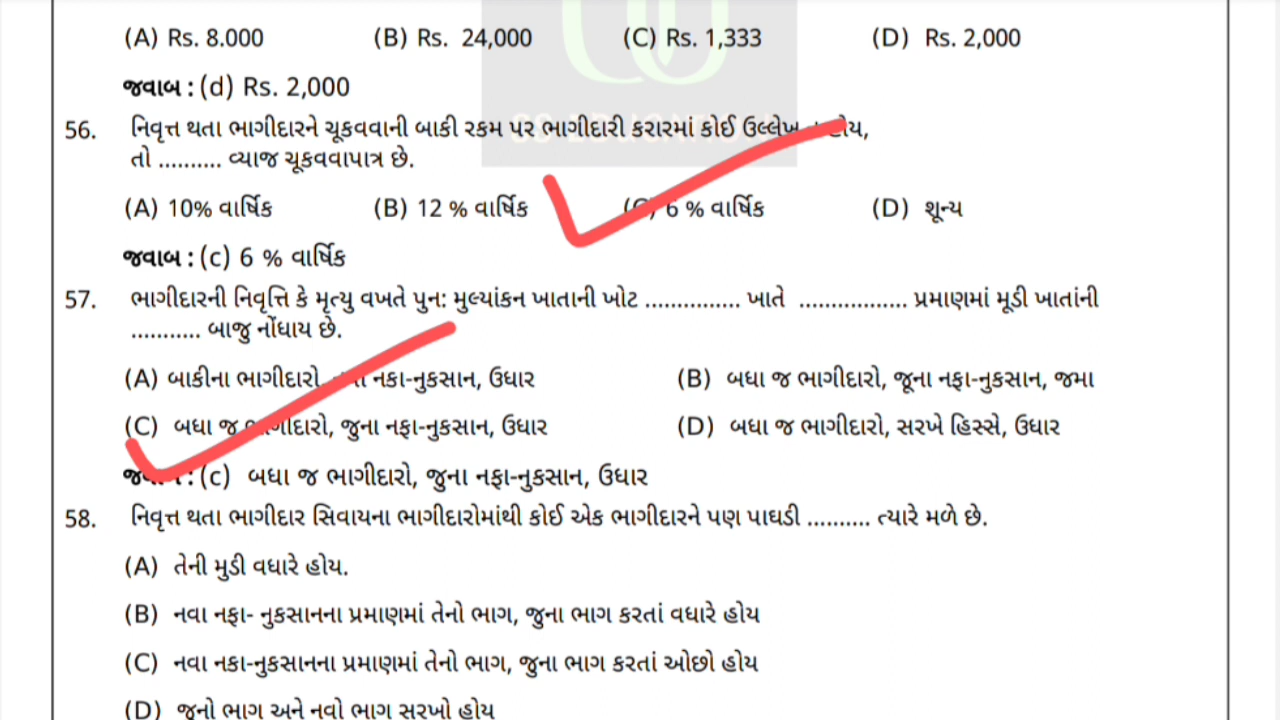 (A) Rs. 8.000 (B) Rs. 24,000 (C) Rs. 1,333 (D) Rs. 2,000
જવાબ : (d) Rs. 2,000
56. નિવૃત્ત થતા ભાગીદારને ચૂકવવાની બાકી રકમ પર ભાગીદારી કરારમાં કોઈ ઉલ્લેખ
તો .......... વ્યાજ ચૂકવવાપાત્ર છે.
(A) 10% વાર્ષિક (B) 12 % વાર્ષિક (C) 6 % વાર્ષિક (D) શૂન્ય
જવાબ : (c) 6 % વાર્ષિક
57. ભાગીદારની નિવૃત્તિ કે મૃત્યુ વખતે પુન: મુલ્યાંકન ખાતાની ખોટ ............... ખાતે ................. પ્રમાણમાં મૂડી ખાતાંની
........... બાજુ નોંધાય છે.
(A) બાકીના ભાગીદારો, નકા-નુકસાન, ઉધાર (B) બધા જ ભાગીદારો, જૂના નફા-નુકસાન, જમા
(C) બધા જ ભાગીદારો, જુના નફા-નુકસાન, ઉધાર (D) બધા જ ભાગીદારો, સરખે હિસ્સે, ઉધાર
જવાબ : (c) બધા જ ભાગીદારો, જુના નફા-નુકસાન, ઉધાર
58. નિવૃત્ત થતા ભાગીદાર સિવાયના ભાગીદારોમાંથી કોઈ એક ભાગીદારને પણ પાઘડી .......... ત્યારે મળે છે.
(A) તેની મુડી વધારે હોય.
(B) નવા નફા- નુકસાનના પ્રમાણમાં તેનો ભાગ, જુના ભાગ કરતાં વધારે હોય
(C) નવા નકા-નુકસાનના પ્રમાણમાં તેનો ભાગ, જુના ભાગ કરતાં ઓછો હોય
(D) જૂનો ભાગ અને નવો ભાગ સરખો હોય